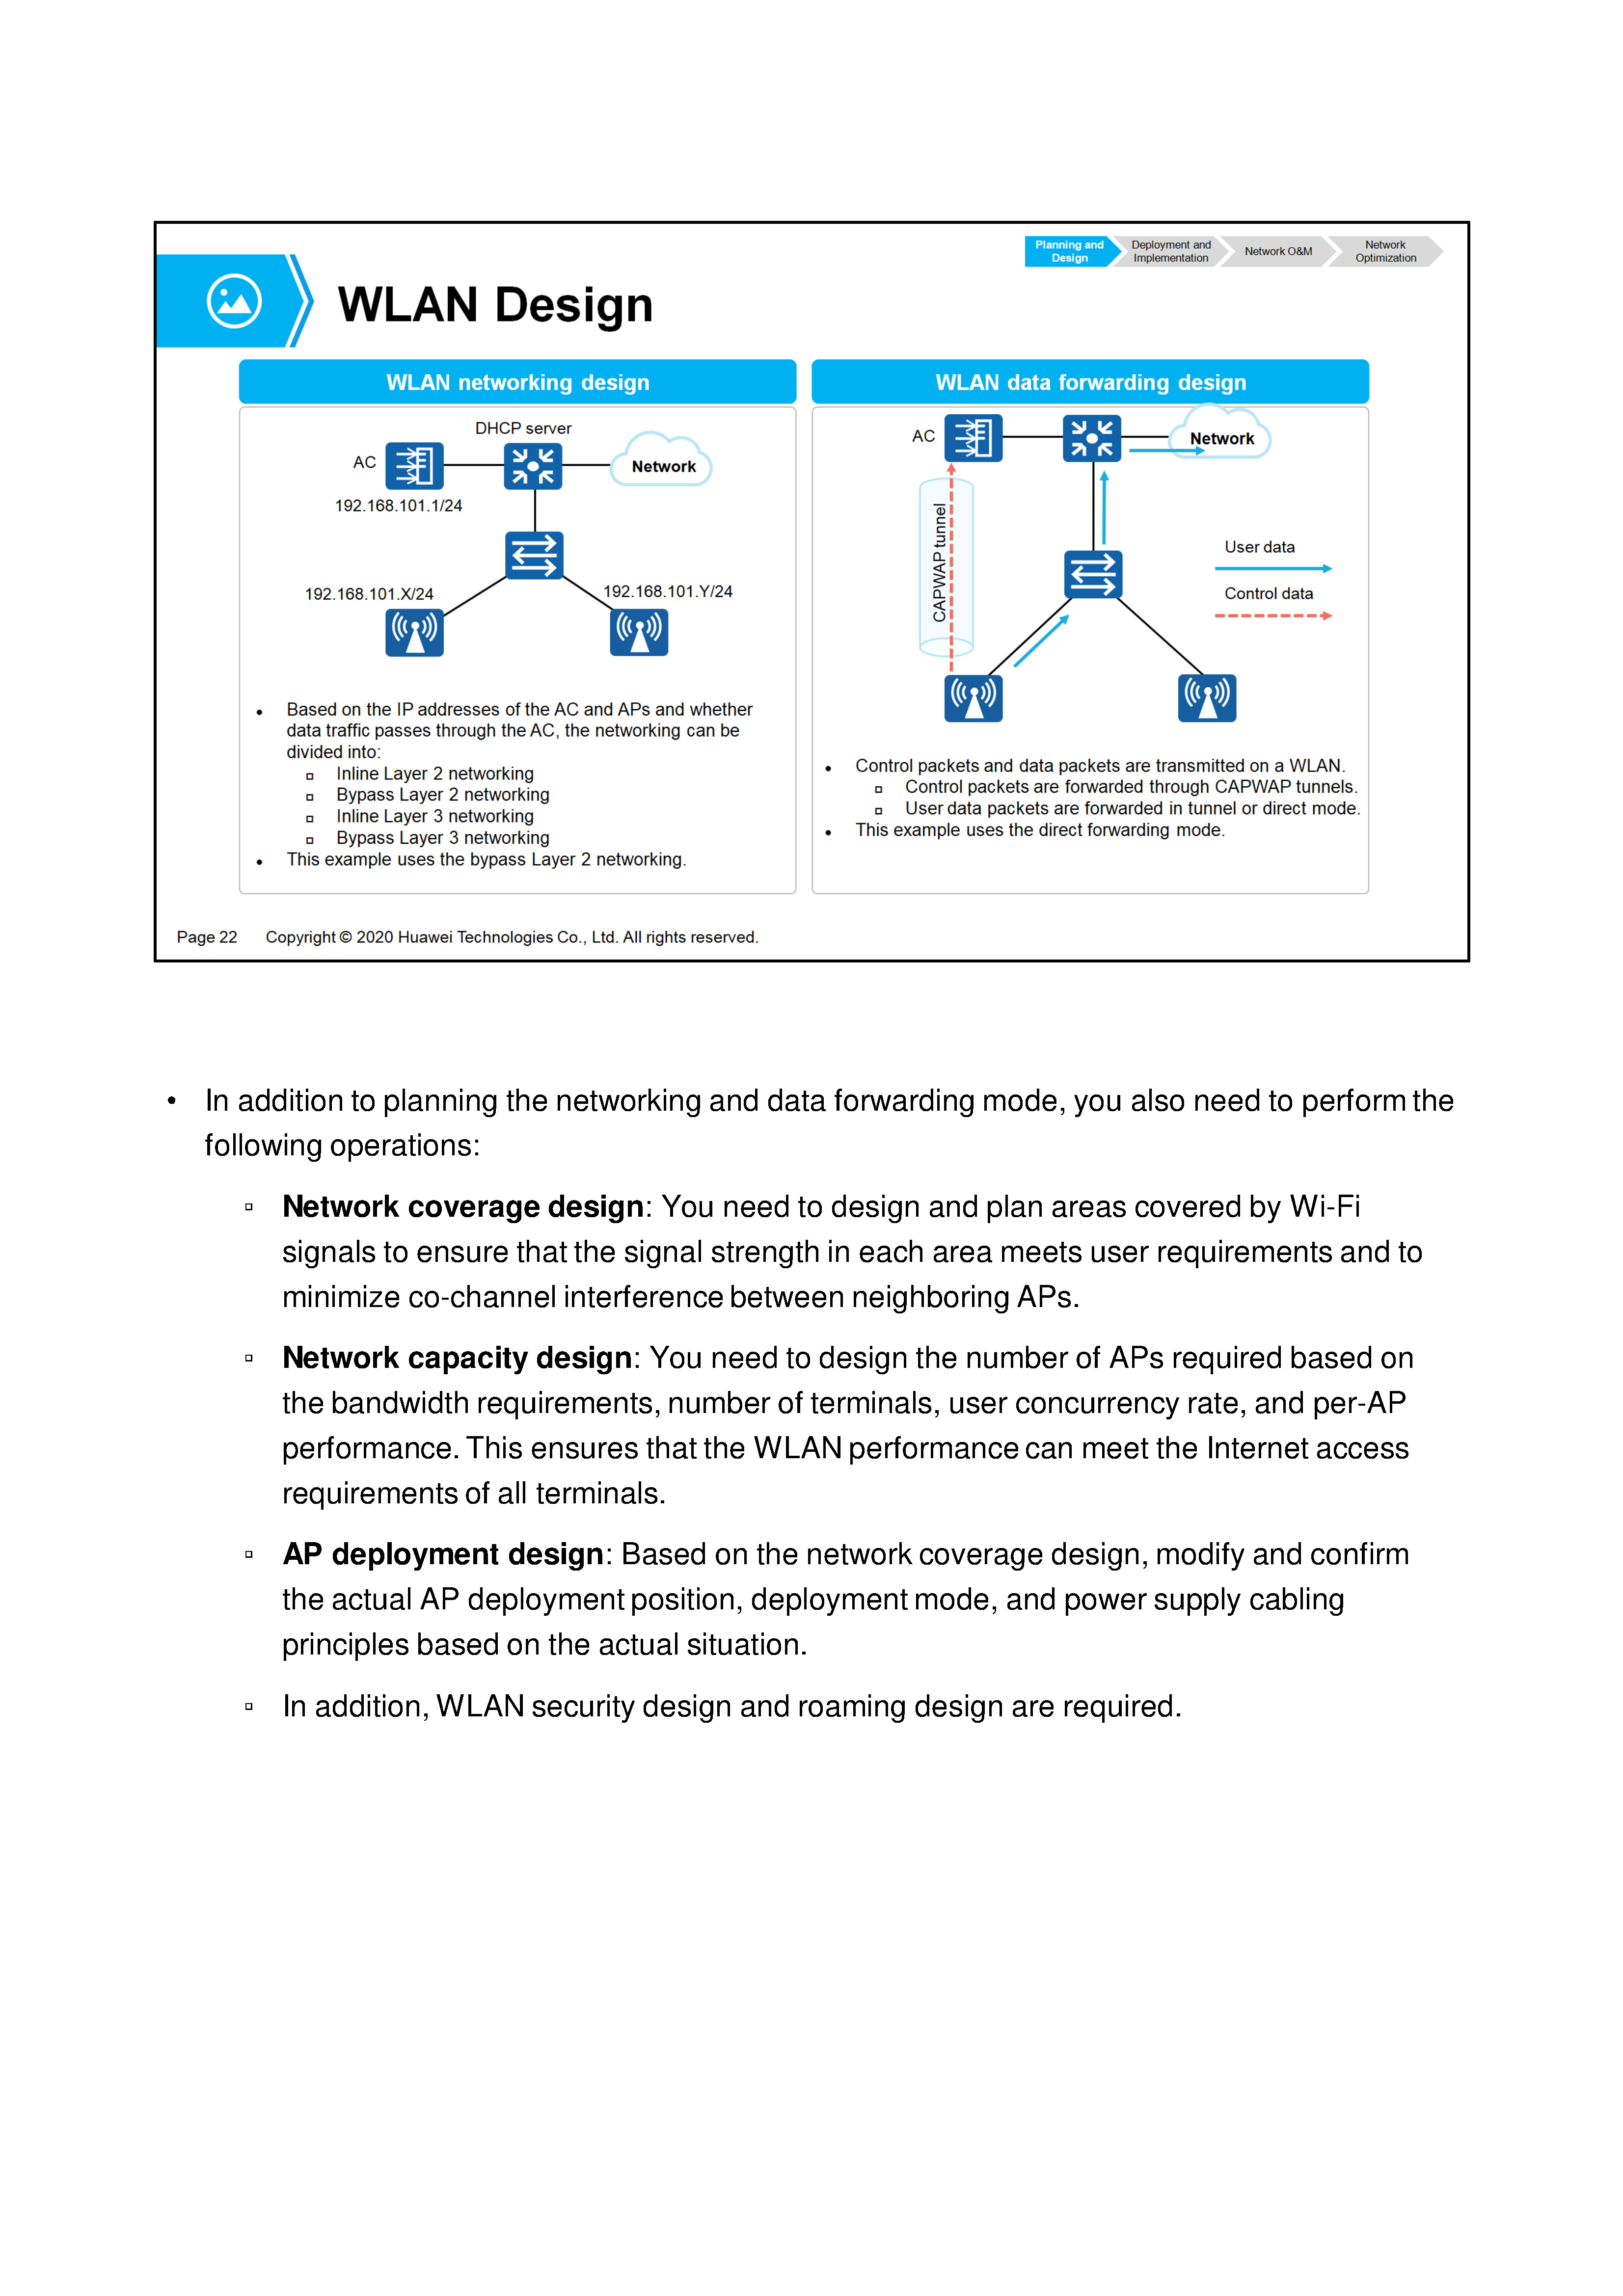 Planning and
Design
Deployment and
Implementation
Network O&M
Network
Optimization
WLAN Design
WLAN networking design
DHCP server
AC
Network
192.168.101.1/24
192.168.101.X/24
192.168.101.Y/24
• Based on the IP addresses of the AC and APs and whether
data traffic passes through the AC, the networking can be
divided into:
▫ Inline Layer 2 networking
▫ Bypass Layer 2 networking
▫ Inline Layer 3 networking
▫ Bypass Layer 3 networking
• This example uses the bypass Layer 2 networking.
WLAN data forwarding design
AC
Network
CAPWAP tunnel
User data
Control data
• Control packets and data packets are transmitted on a WLAN.
▫ Control packets are forwarded through CAPWAP tunnels.
▫ User data packets are forwarded in tunnel or direct mode.
• This example uses the direct forwarding mode.
Page 22 Copyright © 2020 Huawei Technologies Co., Ltd. All rights reserved.
• In addition to planning the networking and data forwarding mode, you also need to perform the
following operations:
▫ Network coverage design: You need to design and plan areas covered by Wi-Fi
signals to ensure that the signal strength in each area meets user requirements and to
minimize co-channel interference between neighboring APs.
▫ Network capacity design: You need to design the number of APs required based on
the bandwidth requirements, number of terminals, user concurrency rate, and per-AP
performance. This ensures that the WLAN performance can meet the Internet access
requirements of all terminals.
▫ AP deployment design: Based on the network coverage design, modify and confirm
the actual AP deployment position, deployment mode, and power supply cabling
principles based on the actual situation.
▫ In addition, WLAN security design and roaming design are required.